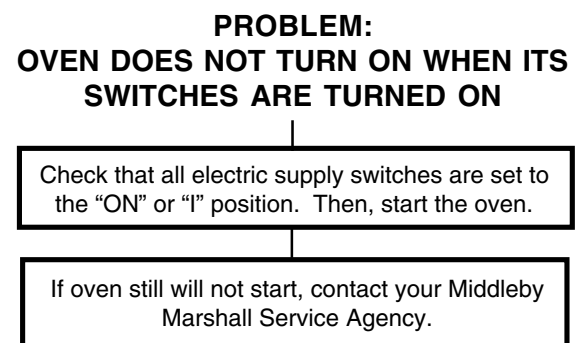 PROBLEM:
OVEN DOES NOT TURN ON WHEN ITS
SWITCHES ARE TURNED ON
Check that all electric supply switches are set to
the “ON” or “I” position.  Then, start the oven.
If oven still will not start, contact your Middleby
Marshall Service Agency.